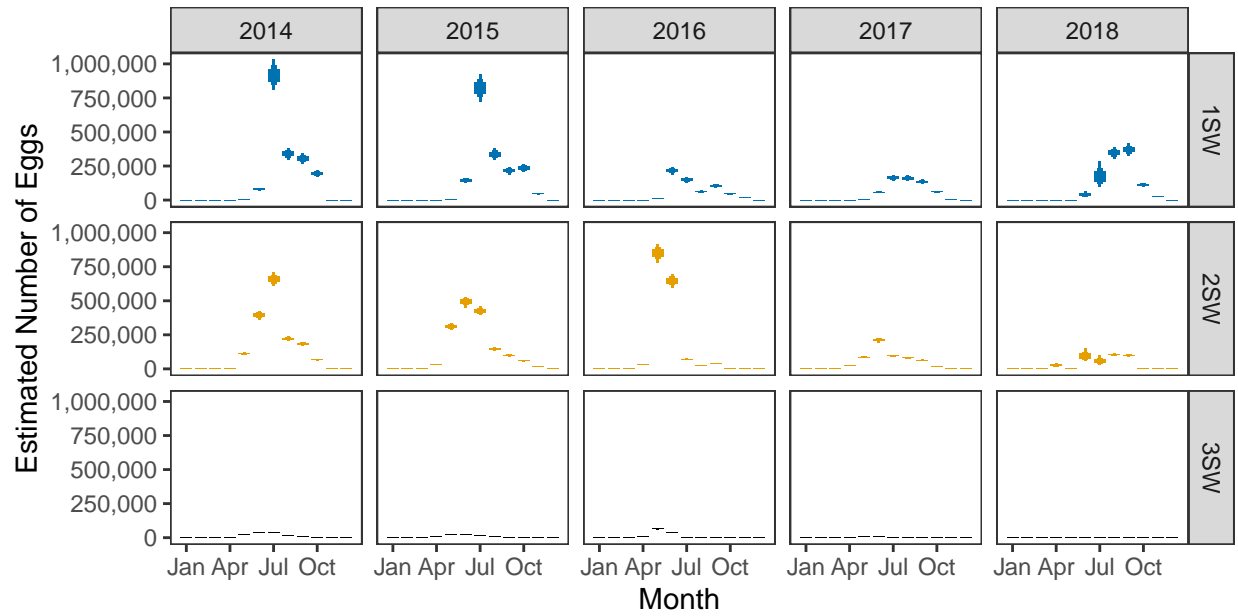 2014 2015 2016 2017 2018
1SW
1,000,000
750,000
500,000
250,000
0
2SW
1,000,000
750,000
500,000
250,000
0
3SW
1,000,000
750,000
500,000
250,000
0
Estimated Number of Eggs
Jan Apr Jul Oct Jan Apr Jul Oct Jan Apr Jul Oct Jan Apr Jul Oct Jan Apr Jul Oct
Month